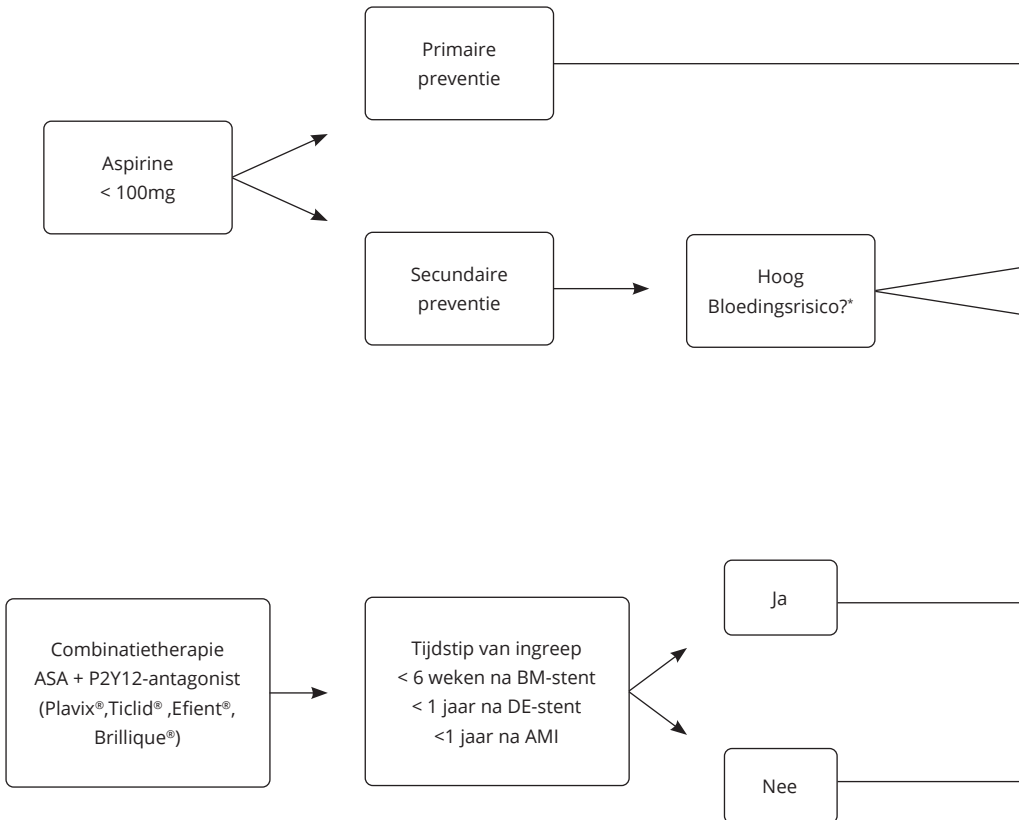 Primaire
preventie
Aspirine
< 100mg
Secundaire
preventie
Hoog
Bloedingsrisico?*
Ja
Combinatietherapie
ASA + P2Y12-antagonist
(Plavix®,Ticlid® ,Efient®,
Brillique®)
Tijdstip van ingreep
< 6 weken na BM-stent
< 1 jaar na DE-stent
<1 jaar na AMI
Nee